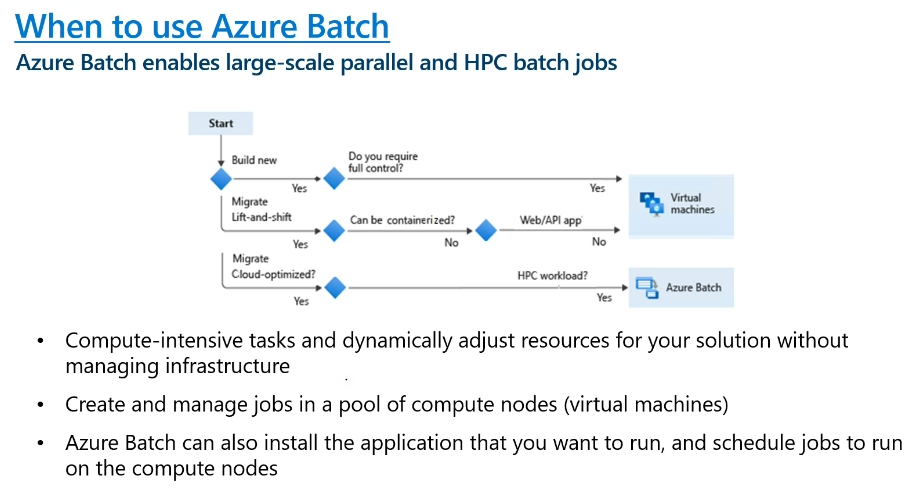 When to use Azure Batch
Azure Batch enables large-scale parallel and HPC batch jobs
Start
Build new
Yes
Do you require
full control?
Yes
Virtual
machines
Migrate
Lift-and-shift
Yes
Can be containerized?
No
Web/API app
No
Migrate
Cloud-optimized?
Yes
HPC workload?
Yes
Azure Batch
• Compute-intensive tasks and dynamically adjust resources for your solution without
managing infrastructure
• Create and manage jobs in a pool of compute nodes (virtual machines)
• Azure Batch can also install the application that you want to run, and schedule jobs to run
on the compute nodes